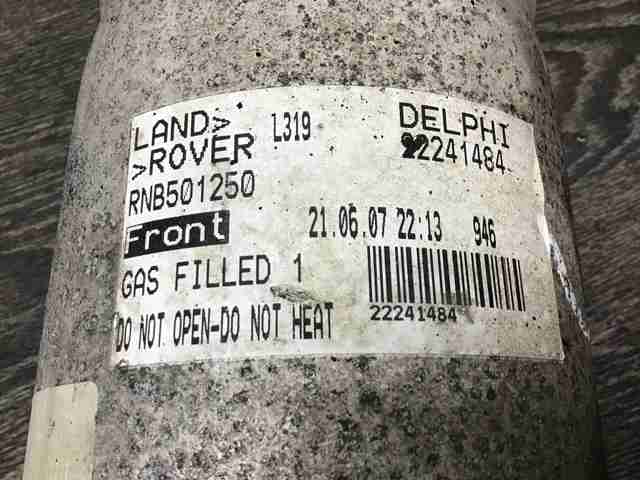 LAND> L319 DELPHI
>ROVER 22241484
RNB501250
Front 21.06.07 22:13 946
GAS FILLED 1
22241484
DO NOT OPEN-DO NOT HEAT